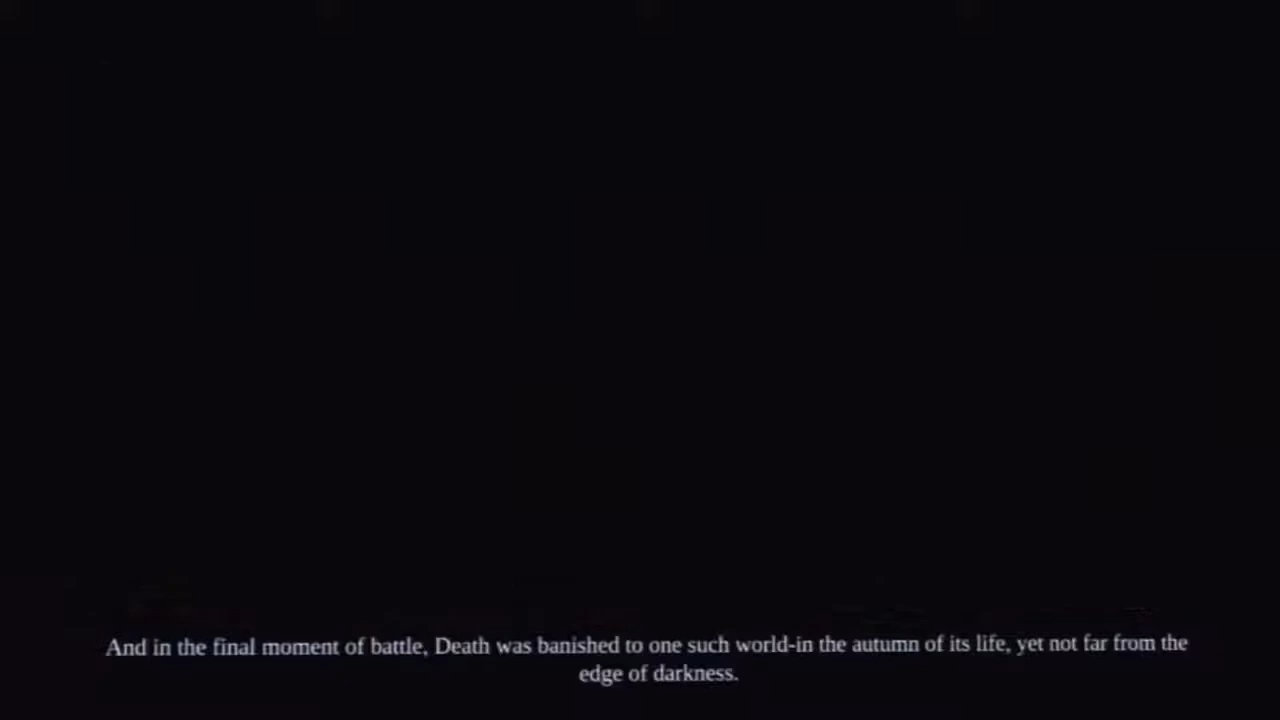 And in the final moment of battle, Death was banished to one such world-in the autumn of its life, yet not far from the
edge of darkness.